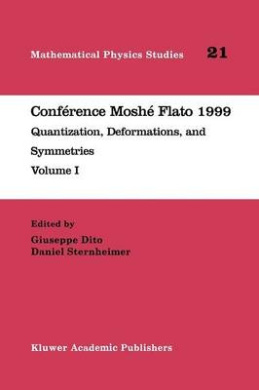 Mathematical Physics Studies 21
Conférence Moshé Flato 1999
Quantization, Deformations, and
Symmetries
Volume I
Edited by
Giuseppe Dito
Daniel Sternheimer
Kluwer Academic Publishers